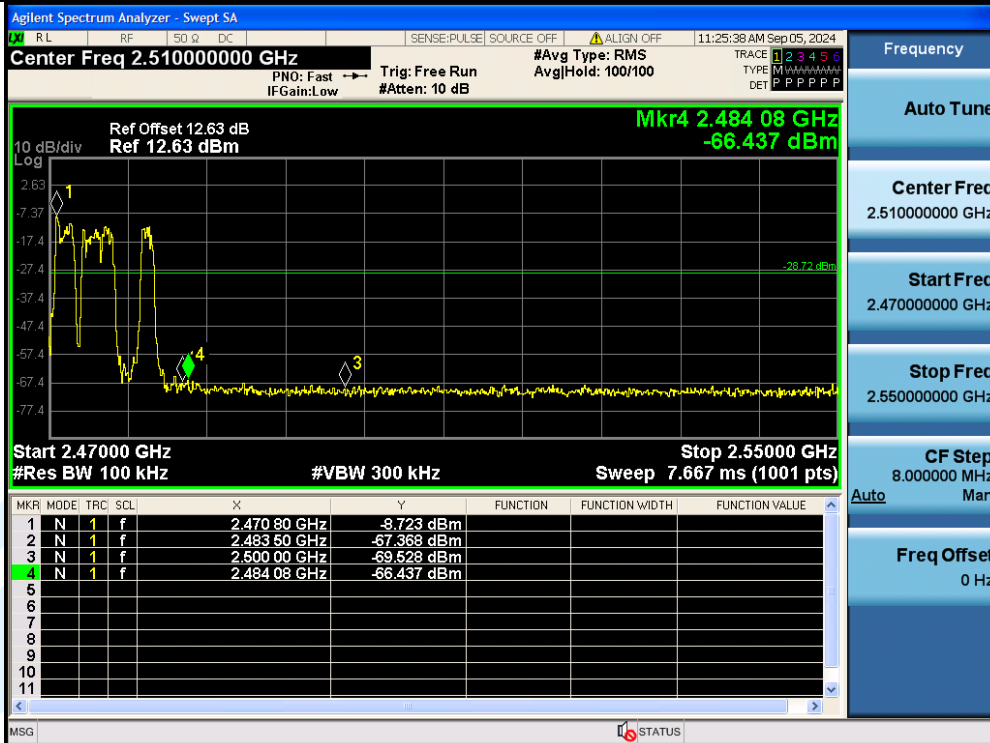 Agilent Spectrum Analyzer - Swept SA
LXI RL RF 50 Ω DC SENSE:PULSE SOURCE OFF ALIGN OFF 11:25:38 AM Sep 05, 2024
Center Freq 2.510000000 GHz
PNO: Fast
IFGain:Low
Trig: Free Run
#Atten: 10 dB
#Avg Type: RMS
Avg|Hold: 100/100
TRACE 1 2 3 4 5 6
TYPE M W W W W W
DET P P P P P P
Mkr4 2.484 08 GHz
-66.437 dBm
Ref Offset 12.63 dB
10 dB/div Ref 12.63 dBm
Log
2.63
-7.37
-17.4
-27.4
-37.4
-47.4
-57.4
-67.4
-77.4
1
4
3
-28.72 dBm
Start 2.47000 GHz Stop 2.55000 GHz
#Res BW 100 kHz #VBW 300 kHz Sweep 7.667 ms (1001 pts)
MKR MODE TRC SCL X Y FUNCTION FUNCTION WIDTH FUNCTION VALUE
1 N 1 f 2.470 80 GHz -8.723 dBm
2 N 1 f 2.483 50 GHz -67.368 dBm
3 N 1 f 2.500 00 GHz -69.528 dBm
4 N 1 f 2.484 08 GHz -66.437 dBm
5
6
7
8
9
10
11
MSG STATUS
Frequency
Auto Tune
Center Freq
2.510000000 GHz
Start Freq
2.470000000 GHz
Stop Freq
2.550000000 GHz
CF Step
8.000000 MHz
Auto Man
Freq Offset
0 Hz